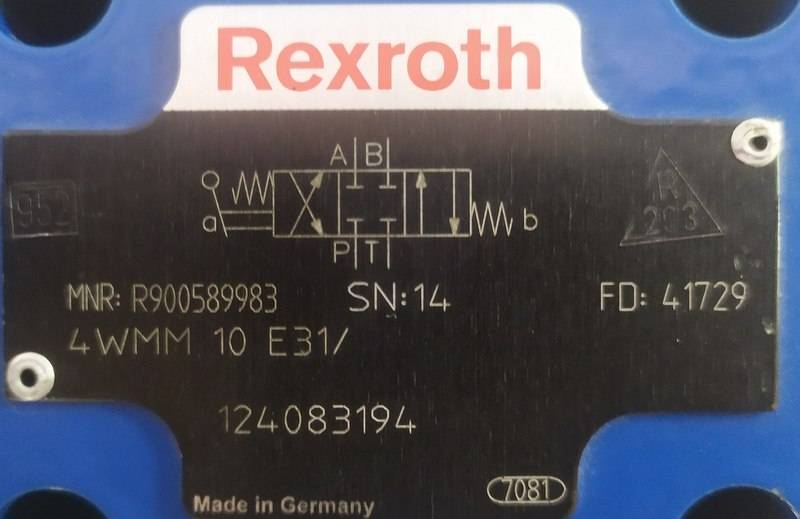 Rexroth
A B
a b
P T
952
R
293
MNR: R900589983 SN:14 FD: 41729
4WMM 10 E31/
124083194
7081
Made in Germany